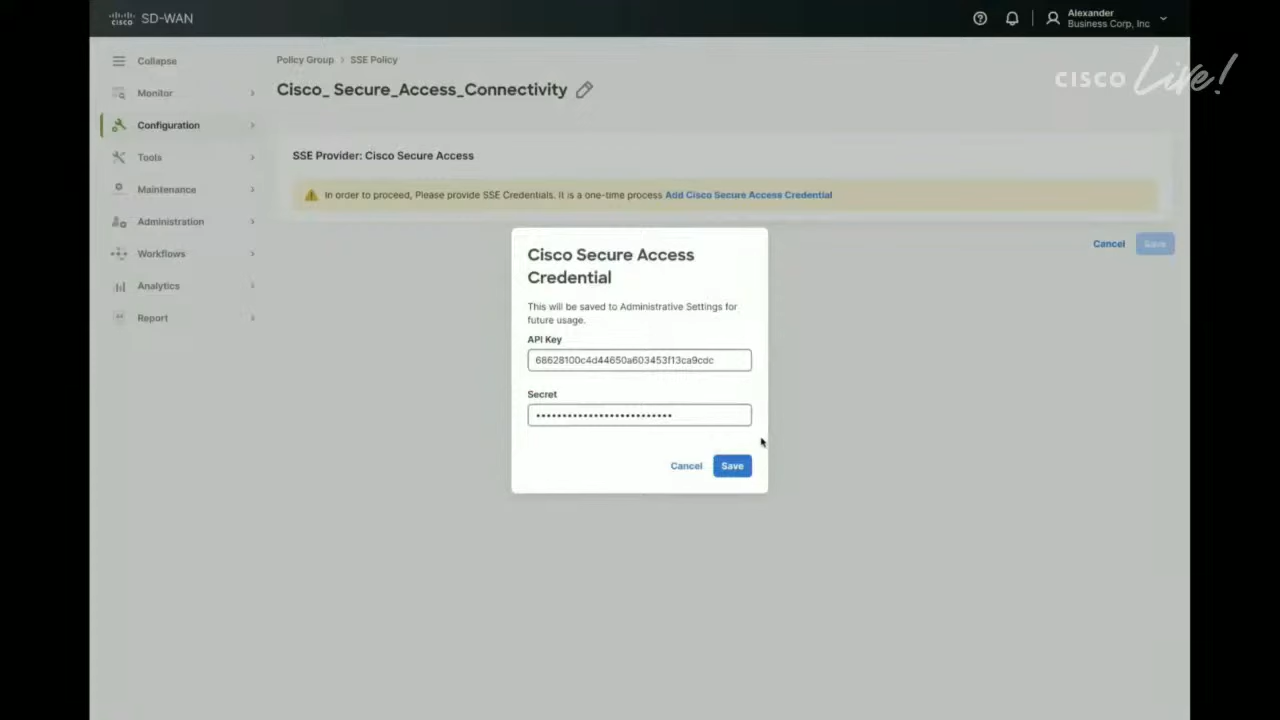 CISCO SD-WAN
Alexander
Business Corp, Inc
Collapse
Monitor
Configuration
Tools
Maintenance
Administration
Workflows
Analytics
Report
Policy Group > SSE Policy
Cisco_ Secure_Access_Connectivity
CISCO Live!
SSE Provider: Cisco Secure Access
In order to proceed, Please provide SSE Credentials. It is a one-time process Add Cisco Secure Access Credential
Cancel Save
Cisco Secure Access
Credential
This will be saved to Administrative Settings for
future usage.
API Key
68628100c4d44650a603453f13ca9cdc
Secret
••••••••••••••••••••••••••
Cancel Save